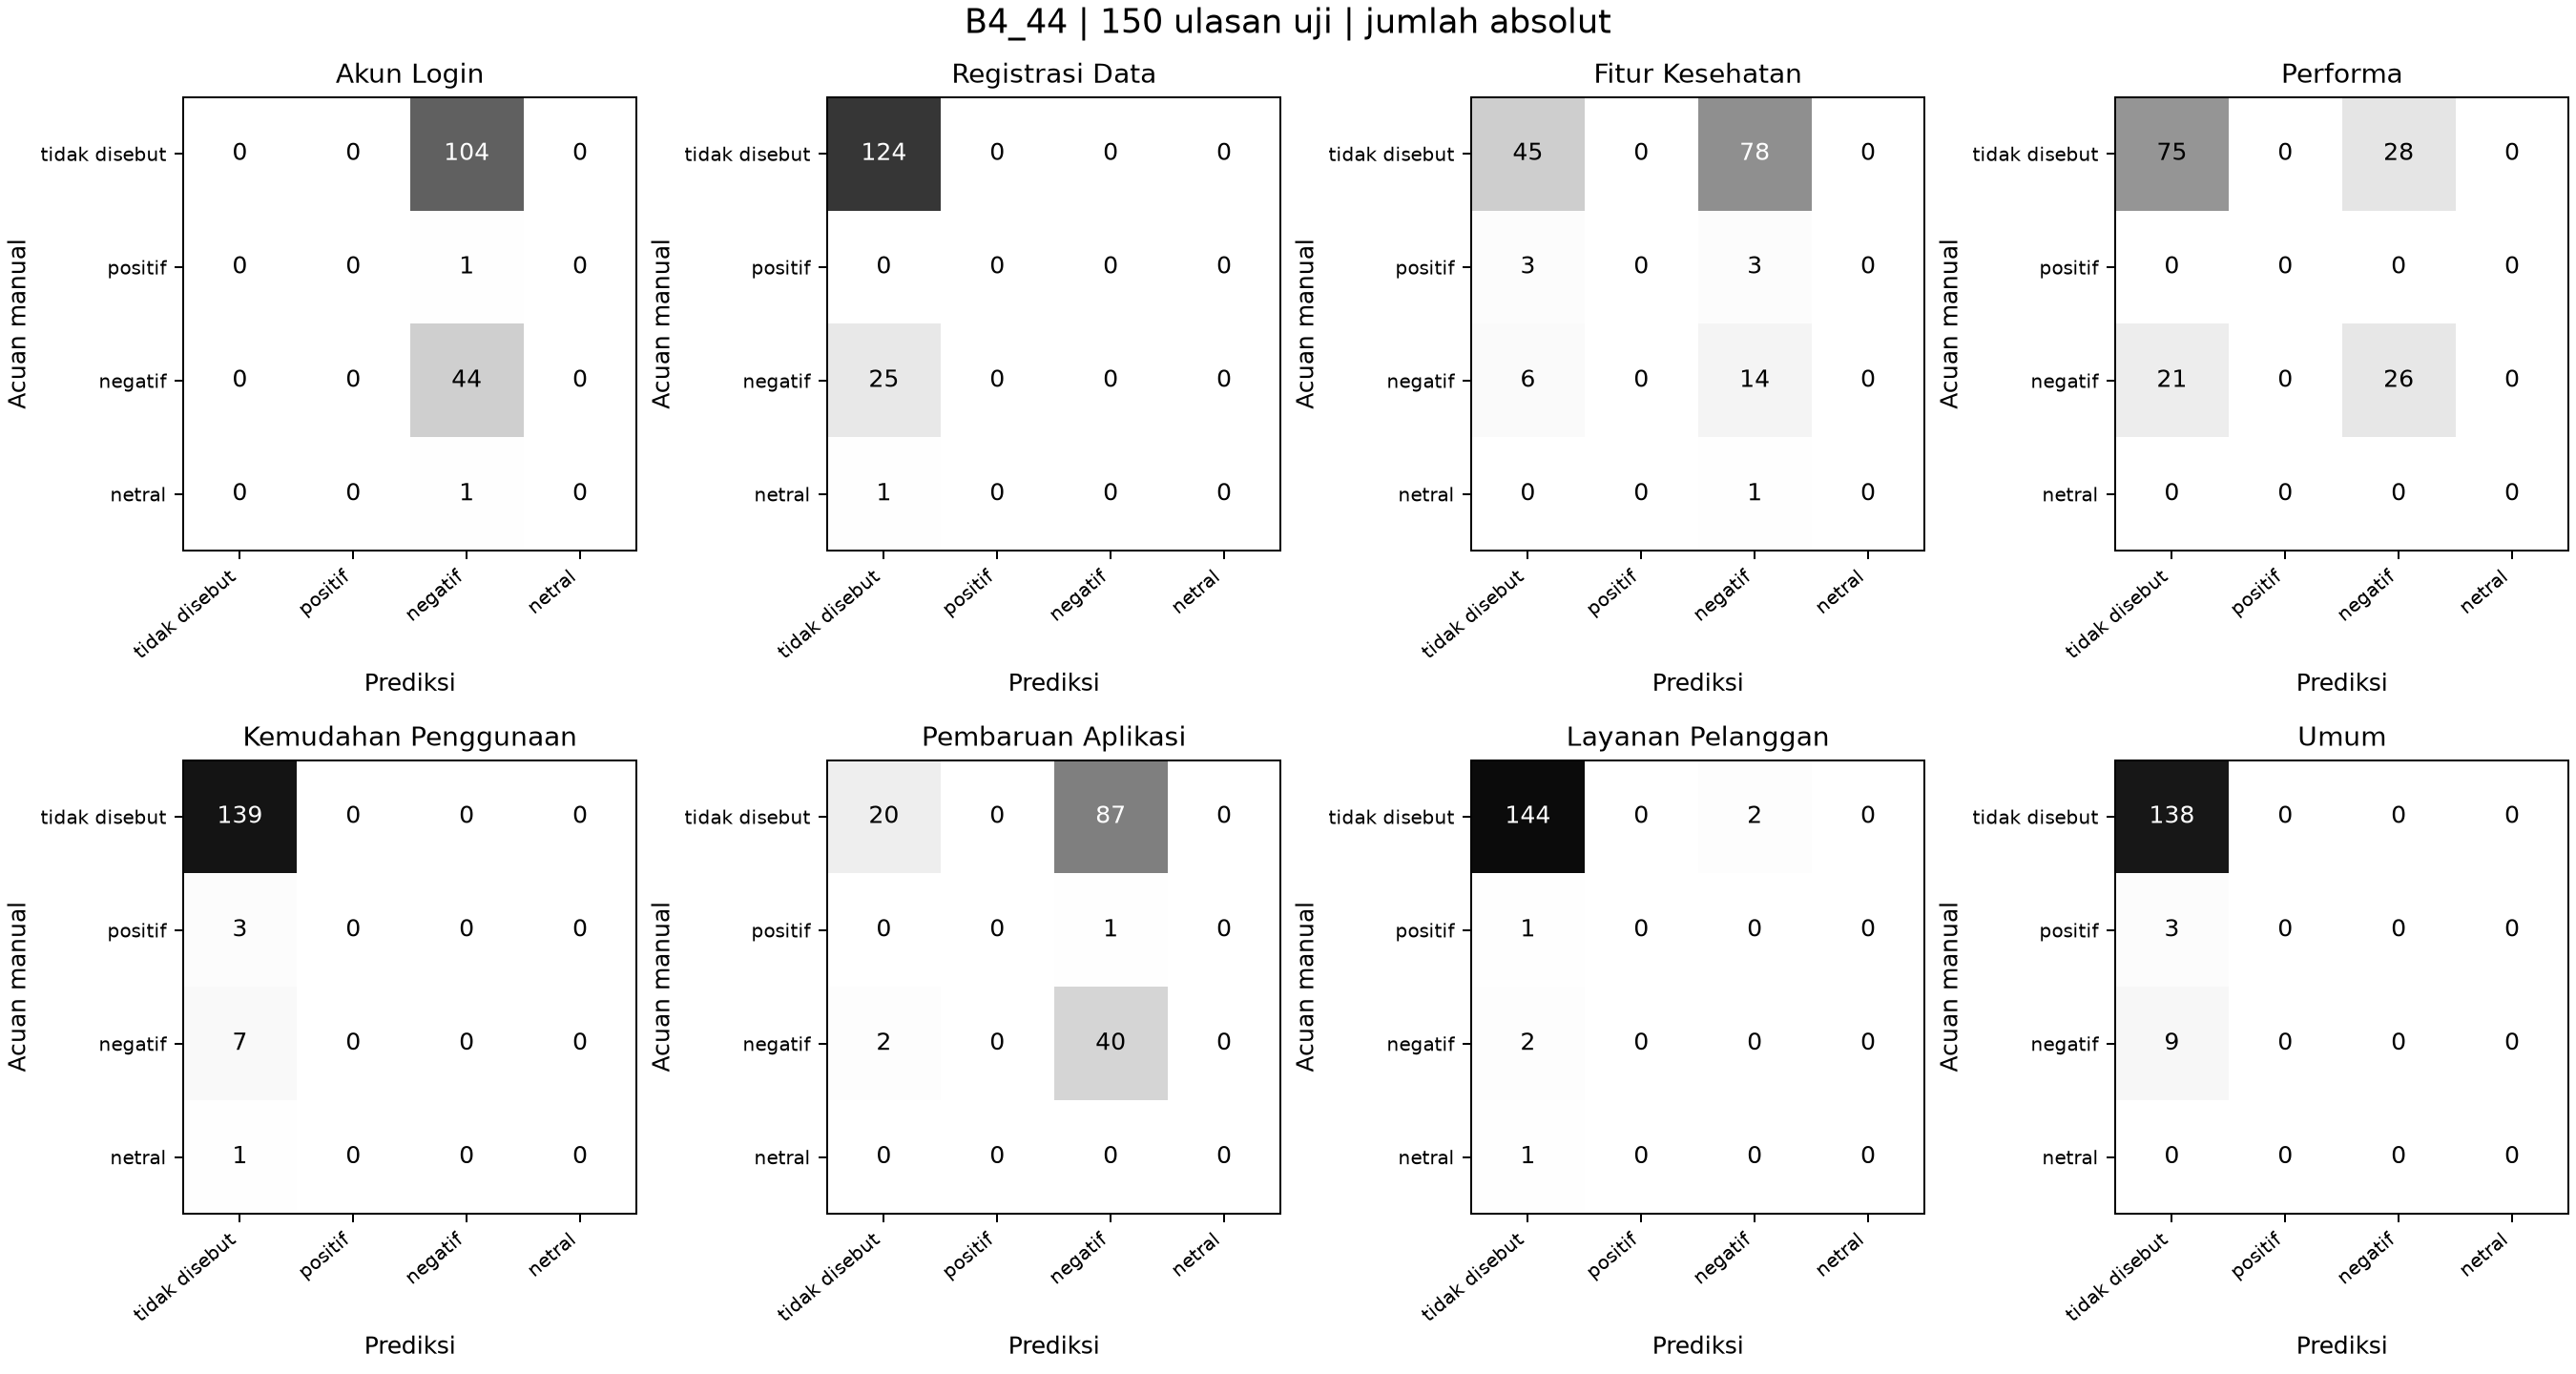 B4_44 | 150 ulasan uji | jumlah absolut
Akun Login
Acuan manual
tidak disebut 0 0 104 0
positif 0 0 1 0
negatif 0 0 44 0
netral 0 0 1 0
tidak disebut positif negatif netral
Prediksi
Registrasi Data
Acuan manual
tidak disebut 124 0 0 0
positif 0 0 0 0
negatif 25 0 0 0
netral 1 0 0 0
tidak disebut positif negatif netral
Prediksi
Fitur Kesehatan
Acuan manual
tidak disebut 45 0 78 0
positif 3 0 3 0
negatif 6 0 14 0
netral 0 0 1 0
tidak disebut positif negatif netral
Prediksi
Performa
Acuan manual
tidak disebut 75 0 28 0
positif 0 0 0 0
negatif 21 0 26 0
netral 0 0 0 0
tidak disebut positif negatif netral
Prediksi
Kemudahan Penggunaan
Acuan manual
tidak disebut 139 0 0 0
positif 3 0 0 0
negatif 7 0 0 0
netral 1 0 0 0
tidak disebut positif negatif netral
Prediksi
Pembaruan Aplikasi
Acuan manual
tidak disebut 20 0 87 0
positif 0 0 1 0
negatif 2 0 40 0
netral 0 0 0 0
tidak disebut positif negatif netral
Prediksi
Layanan Pelanggan
Acuan manual
tidak disebut 144 0 2 0
positif 1 0 0 0
negatif 2 0 0 0
netral 1 0 0 0
tidak disebut positif negatif netral
Prediksi
Umum
Acuan manual
tidak disebut 138 0 0 0
positif 3 0 0 0
negatif 9 0 0 0
netral 0 0 0 0
tidak disebut positif negatif netral
Prediksi